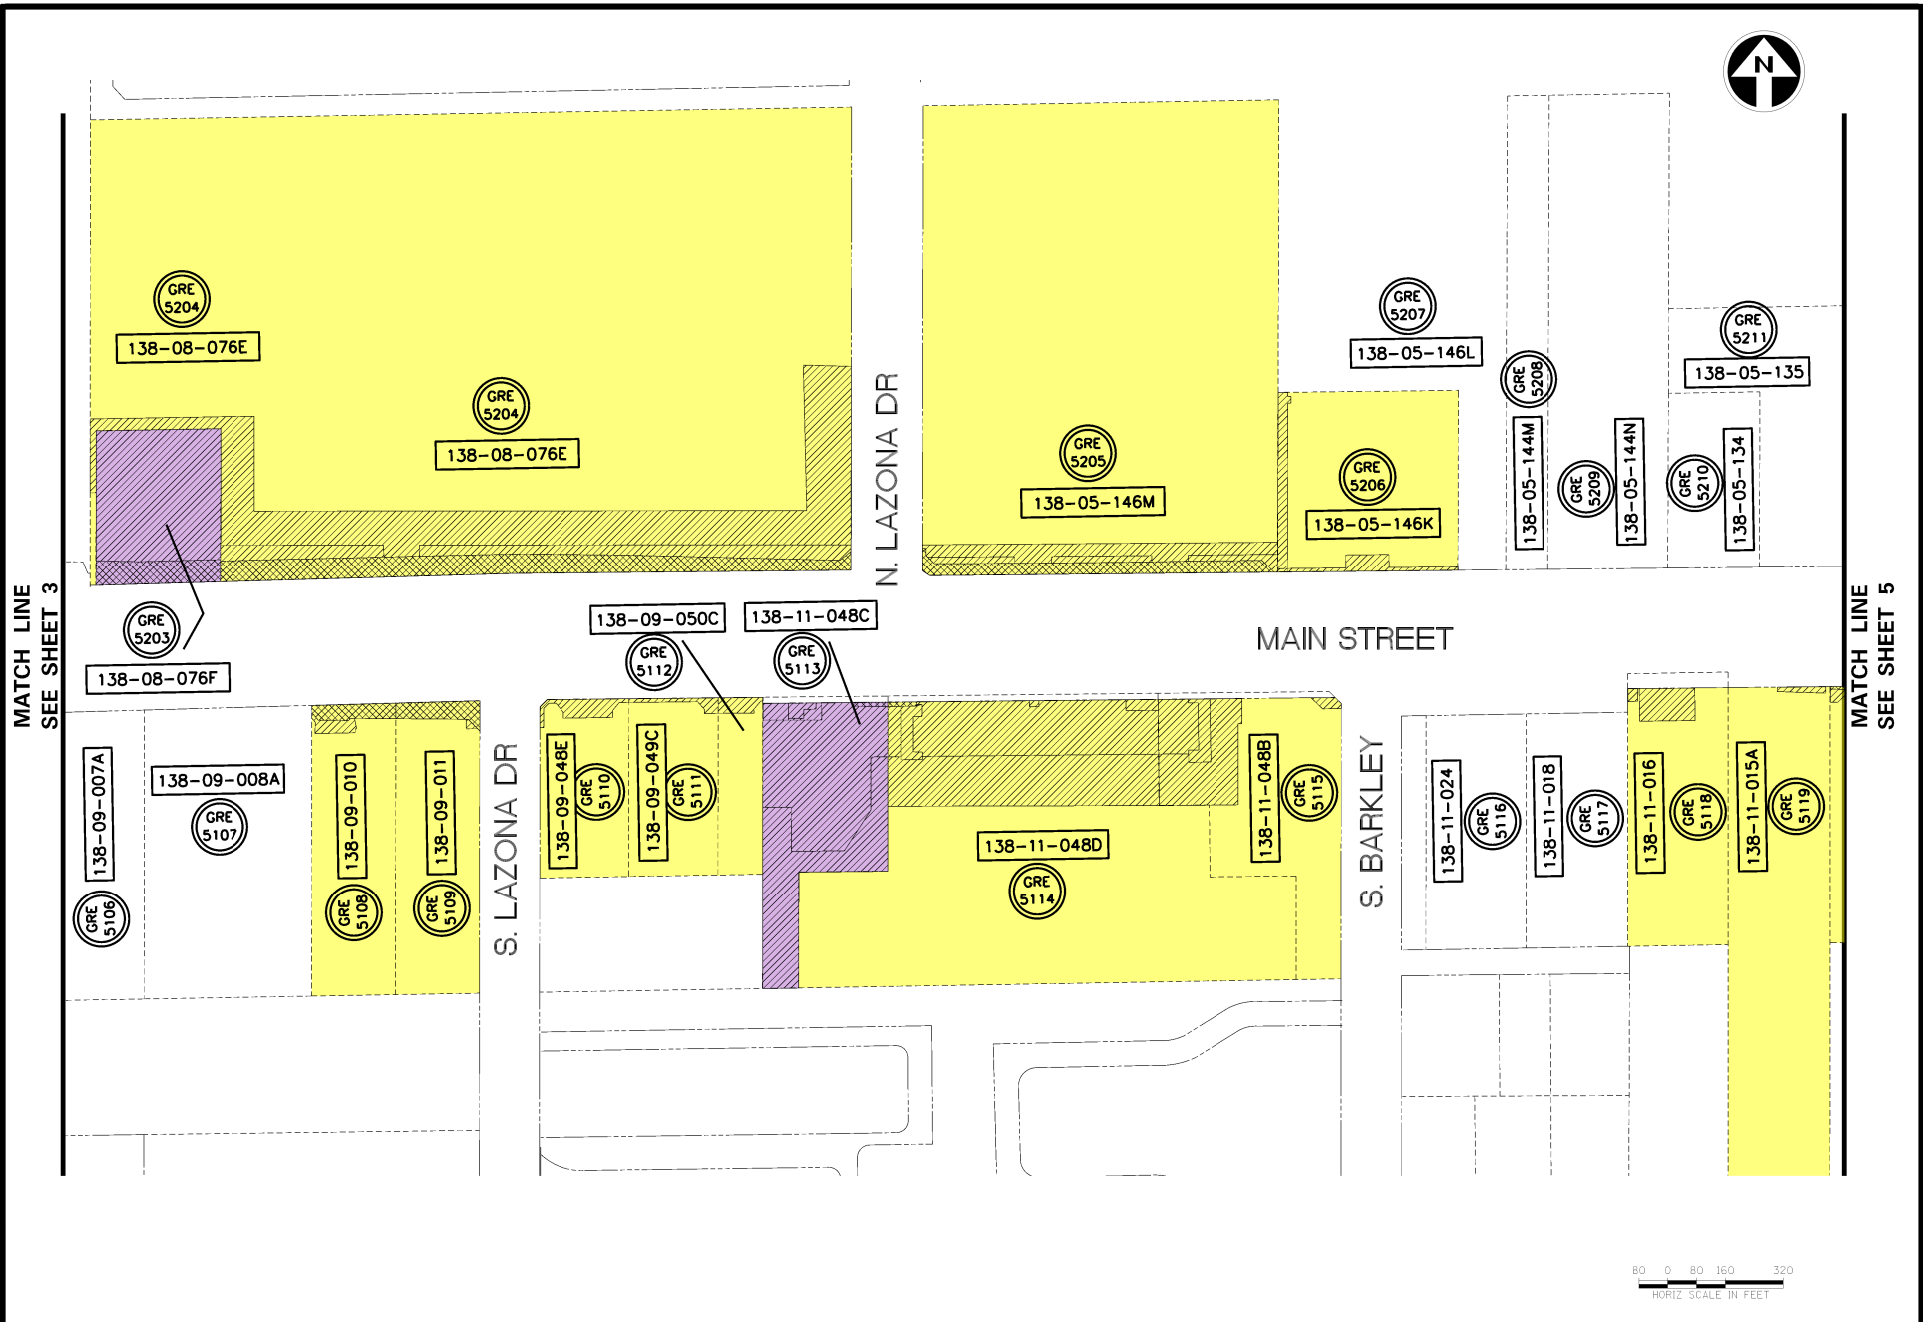 N
GRE
5204
138-08-076E
GRE
5204
138-08-076E
N. LAZONA DR
GRE
5205
138-05-146M
GRE
5206
138-05-146K
GRE
5207
138-05-146L
GRE
5208
138-05-144M
GRE
5209
138-05-144N
GRE
5210
138-05-134
GRE
5211
138-05-135
MATCH LINE
SEE SHEET 3
GRE
5203
138-08-076F
138-09-050C
GRE
5112
138-11-048C
GRE
5113
MAIN STREET
MATCH LINE
SEE SHEET 5
138-09-007A
GRE
5106
138-09-008A
GRE
5107
138-09-010
GRE
5108
138-09-011
GRE
5109
S. LAZONA DR
138-09-048E
GRE
5110
138-09-049C
GRE
5111
138-11-048D
GRE
5114
138-11-048B
GRE
5115
S. BARKLEY
138-11-024
GRE
5116
138-11-018
GRE
5117
138-11-016
GRE
5118
138-11-015A
GRE
5119
80 0 80 160 320
HORIZ SCALE IN FEET